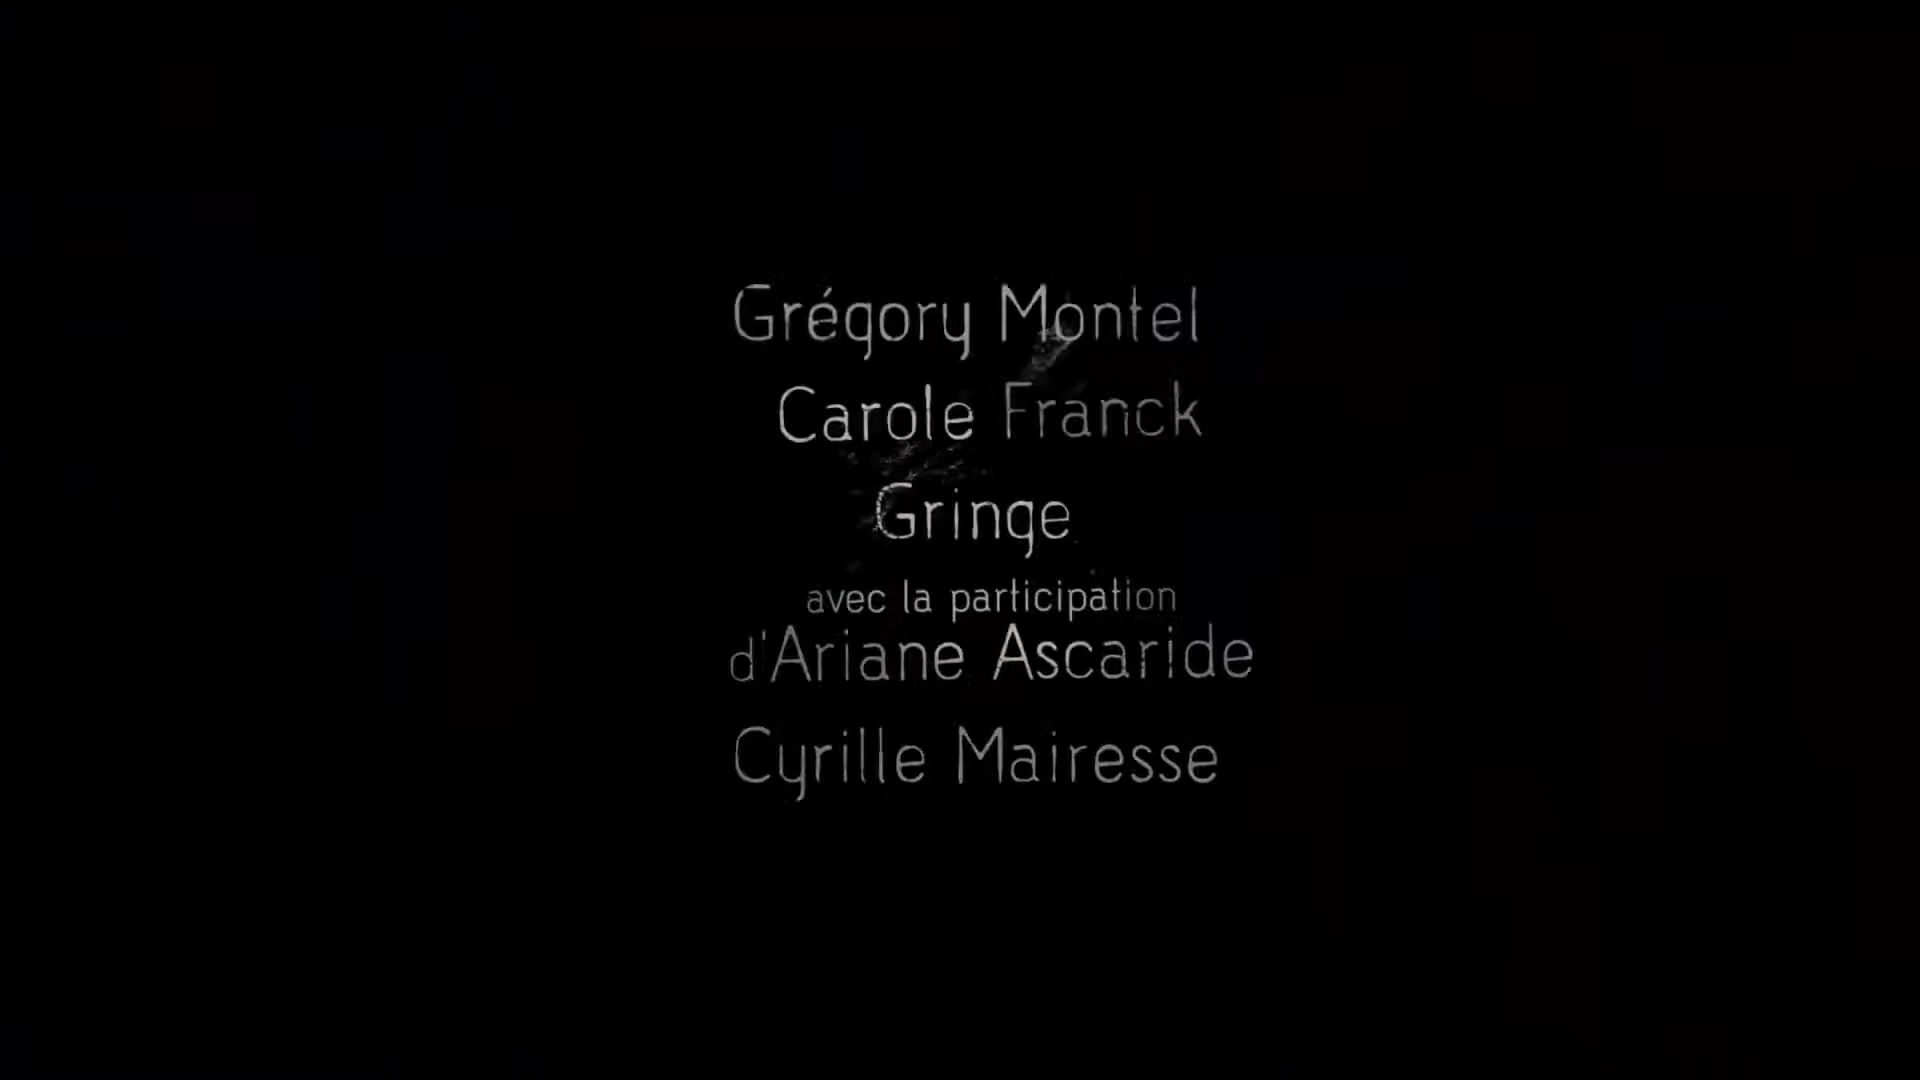 Grégory Montel
Carole Franck
Gringe
avec la participation
d'Ariane Ascaride
Cyrille Mairesse